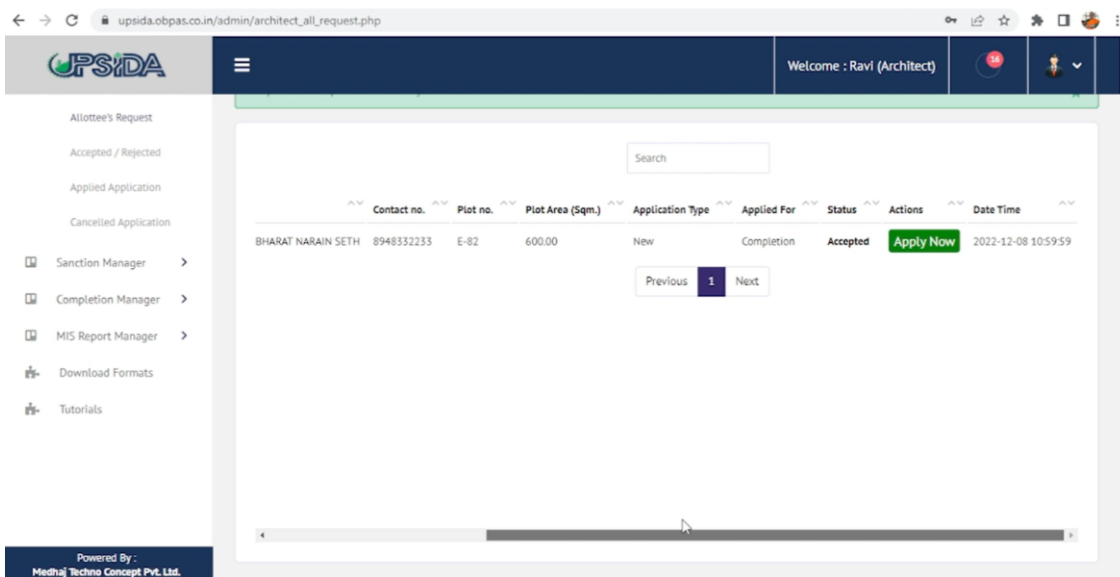 upsida.obpas.co.in/admin/architect_all_request.php
UPSIDA
Welcome : Ravi (Architect)
16
Allottee's Request
Accepted / Rejected
Applied Application
Cancelled Application
Sanction Manager
Completion Manager
MIS Report Manager
Download Formats
Tutorials
Powered By :
Medhaj Techno Concept Pvt. Ltd.
Search
Contact no. Plot no. Plot Area (Sqm.) Application Type Applied For Status Actions Date Time
BHARAT NARAIN SETH 8948332233 E-82 600.00 New Completion Accepted Apply Now 2022-12-08 10:59:59
Previous 1 Next